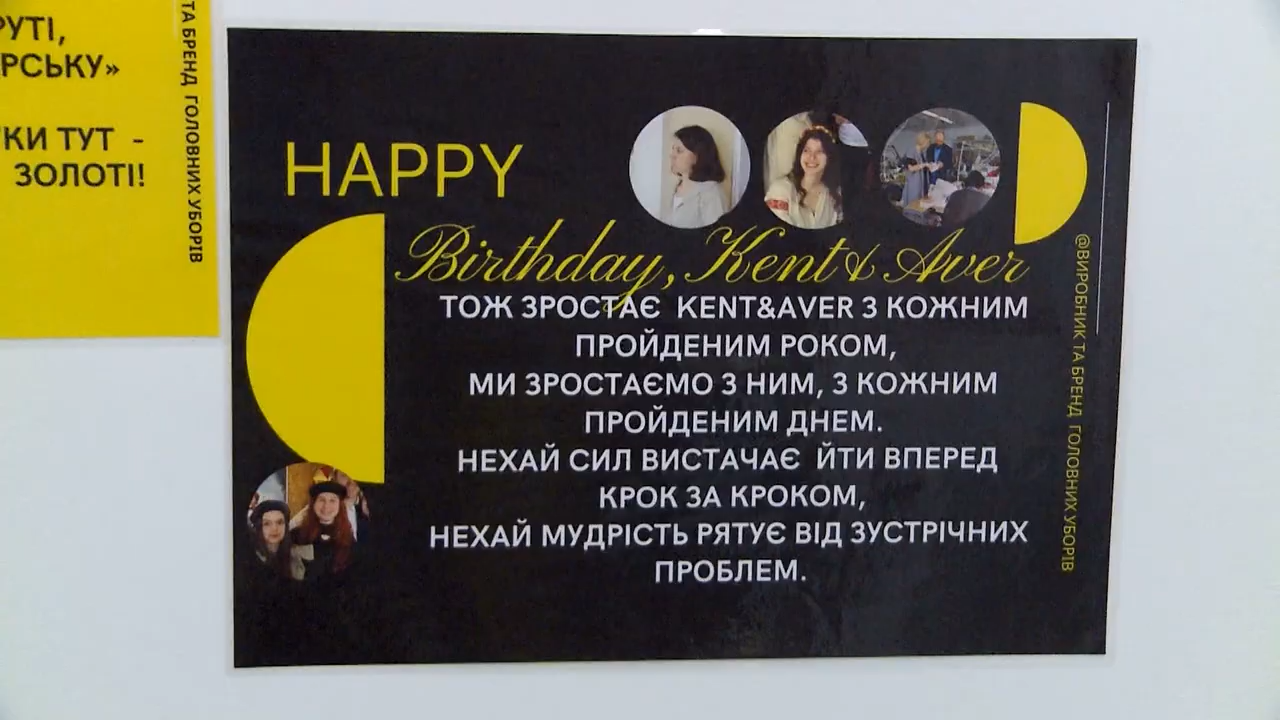 РУТІ,
РСЬКУ»
КИ ТУТ -
ЗОЛОТІ!
ТА БРЕНД ГОЛОВНИХ УБОРІВ
HAPPY
Birthday, Kent & Aver
ТОЖ ЗРОСТАЄ KENT&AVER З КОЖНИМ
ПРОЙДЕНИМ РОКОМ,
МИ ЗРОСТАЄМО З НИМ, З КОЖНИМ
ПРОЙДЕНИМ ДНЕМ.
НЕХАЙ СИЛ ВИСТАЧАЄ ЙТИ ВПЕРЕД
КРОК ЗА КРОКОМ,
НЕХАЙ МУДРІСТЬ РЯТУЄ ВІД ЗУСТРІЧНИХ
ПРОБЛЕМ.
@ВИРОБНИК ТА БРЕНД ГОЛОВНИХ УБОРІВ